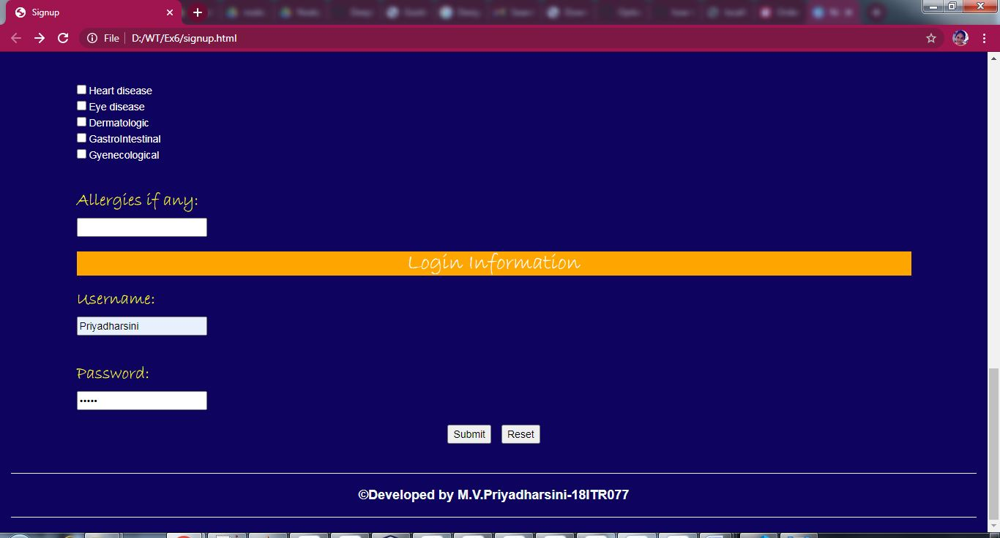 Signup
File D:/WT/Ex6/signup.html
Heart disease
Eye disease
Dermatologic
GastroIntestinal
Gyenecological
Allergies if any:
Login Information
Username:
Priyadharsini
Password:
•••••
Submit Reset
©Developed by M.V.Priyadharsini-18ITR077